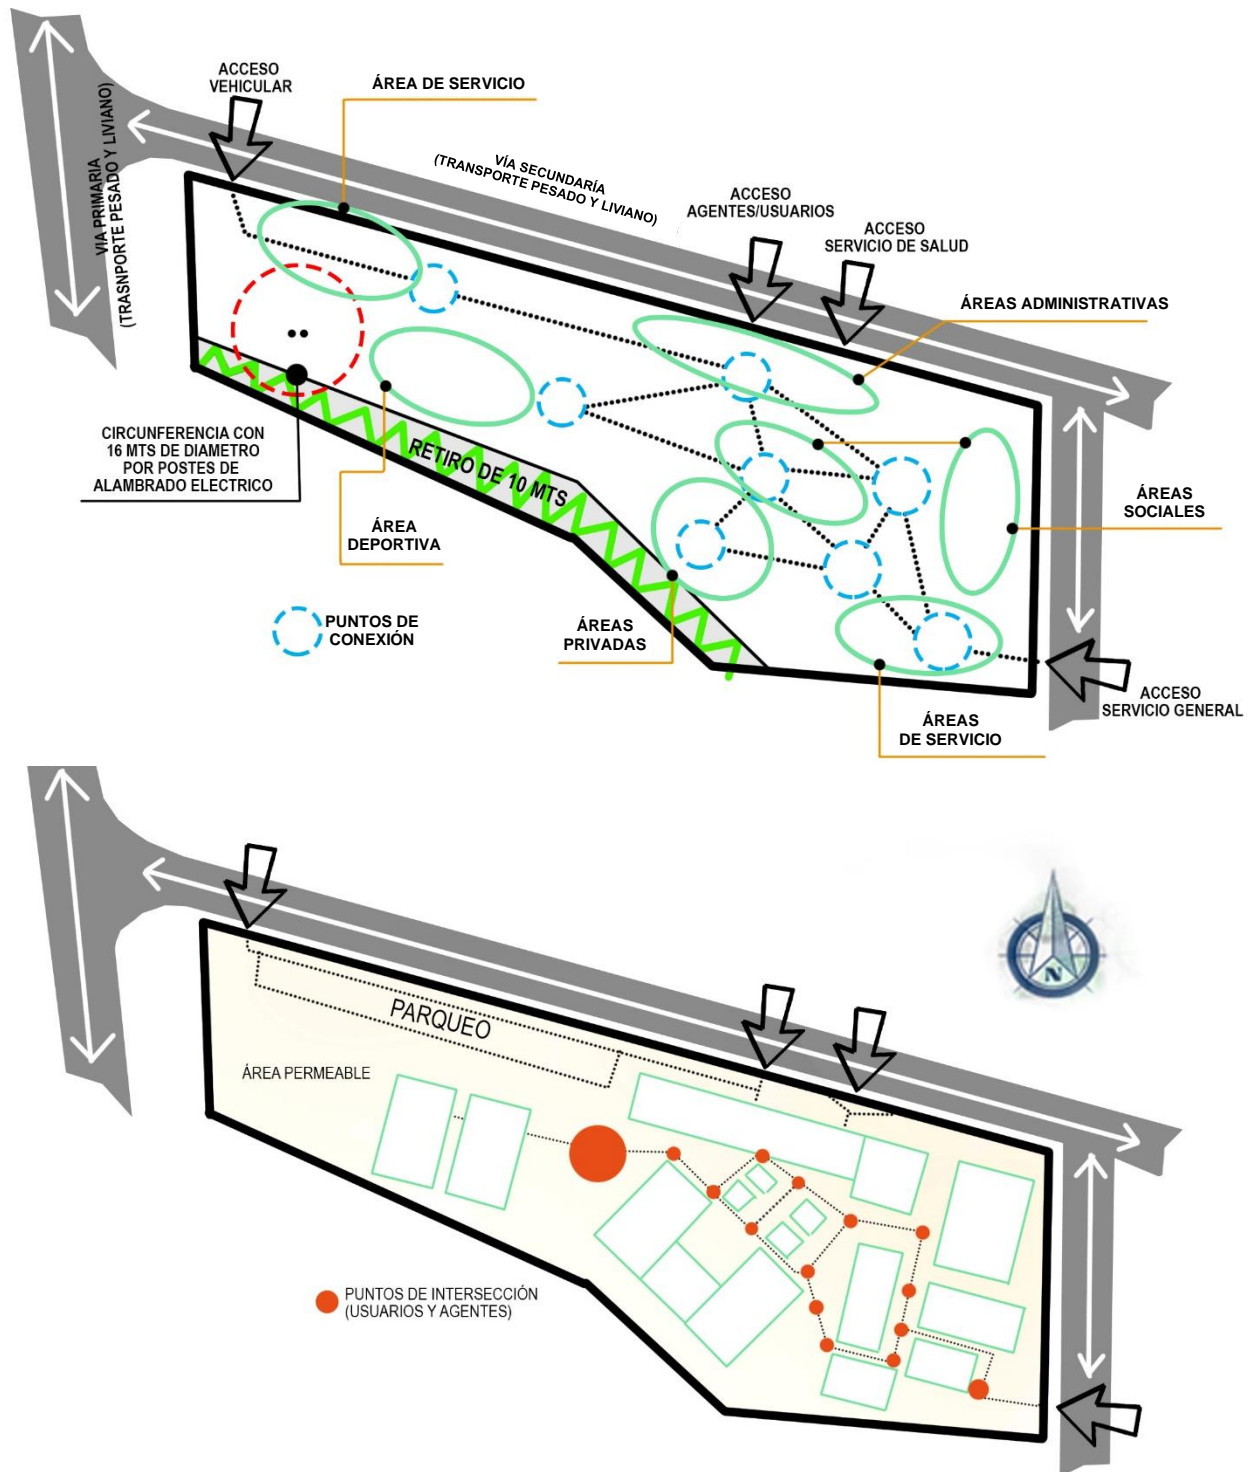 ACCESO
VEHICULAR
ÁREA DE SERVICIO
VIA PRIMARIA
(TRASNPORTE PESADO Y LIVIANO)
VÍA SECUNDARÍA
(TRANSPORTE PESADO Y LIVIANO)
ACCESO
AGENTES/USUARIOS
ACCESO
SERVICIO DE SALUD
ÁREAS ADMINISTRATIVAS
CIRCUNFERENCIA CON
16 MTS DE DIAMETRO
POR POSTES DE
ALAMBRADO ELECTRICO
RETIRO DE 10 MTS
ÁREA
DEPORTIVA
ÁREAS
SOCIALES
PUNTOS DE
CONEXIÓN
ÁREAS
PRIVADAS
ÁREAS
DE SERVICIO
ACCESO
SERVICIO GENERAL
PARQUEO
ÁREA PERMEABLE
N
PUNTOS DE INTERSECCIÓN
(USUARIOS Y AGENTES)